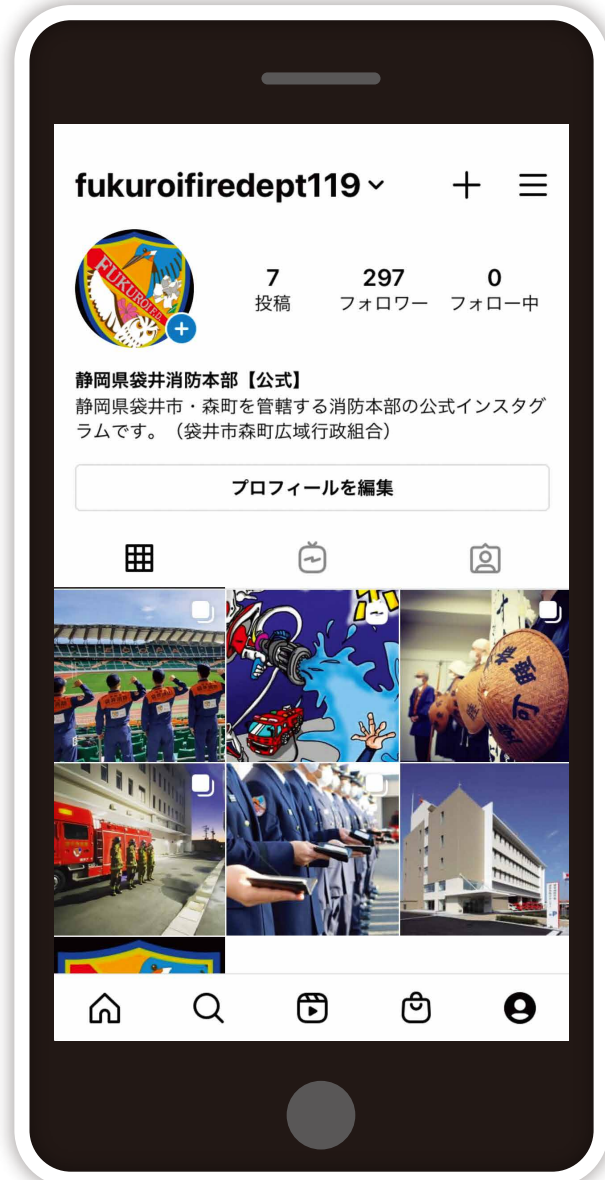 fukuroifiredept119
7
297
0
投稿
フォロワー
フォロー中
FUKUROI F.D.
静岡県袋井消防本部【公式】
静岡県袋井市・森町を管轄する消防本部の公式インスタグ
ラムです。（袋井市森町広域行政組合）
プロフィールを編集